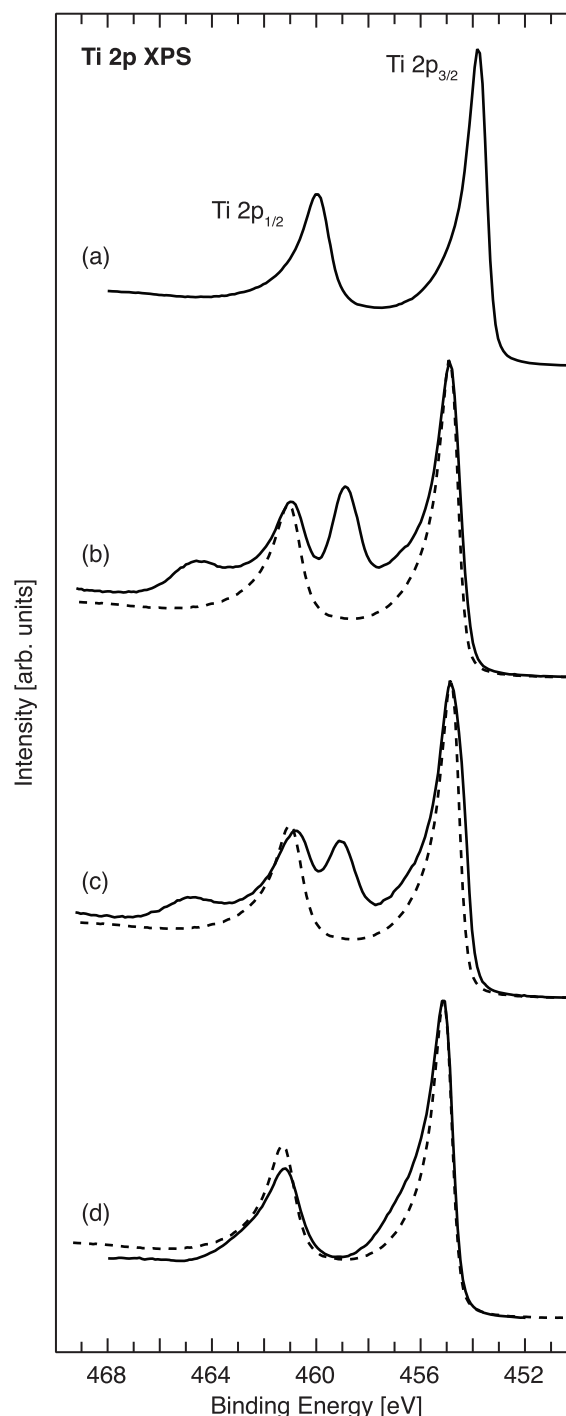 Ti 2p XPS
Ti 2p3/2
Ti 2p1/2
(a)
(b)
(c)
(d)
Intensity [arb. units]
468 464 460 456 452
Binding Energy [eV]